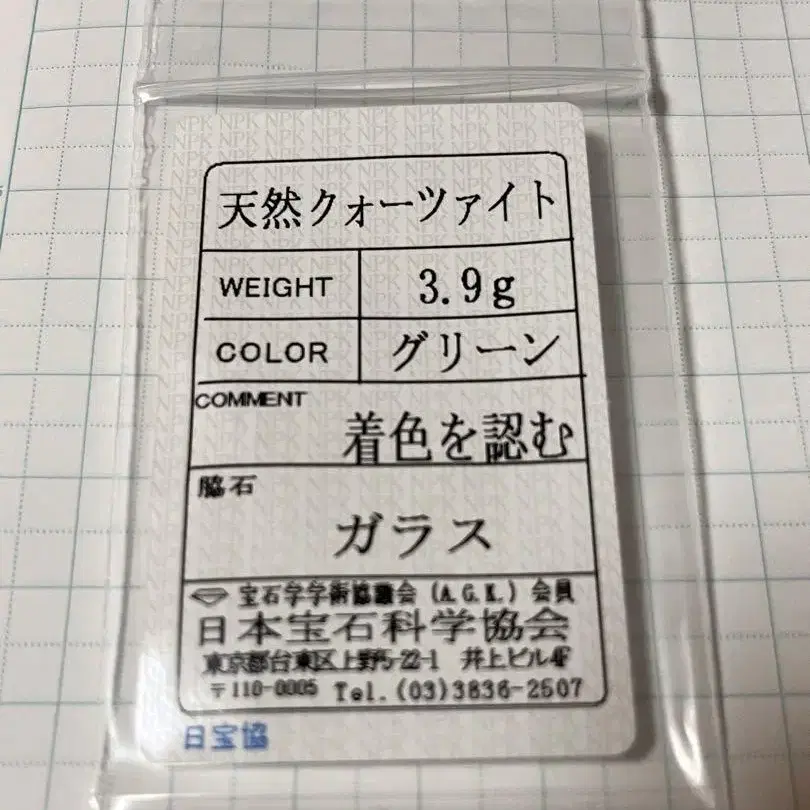 天然クォーツァイト
WEIGHT 3.9g
COLOR グリーン
COMMENT
着色を認む
脇石
ガラス
宝石学学術協議会 (A.G.K.) 会員
日本宝石科学協会
東京都台東区上野5-22-1 井上ビル4F
〒110-0005 Tel.(03)3836-2507
日宝協